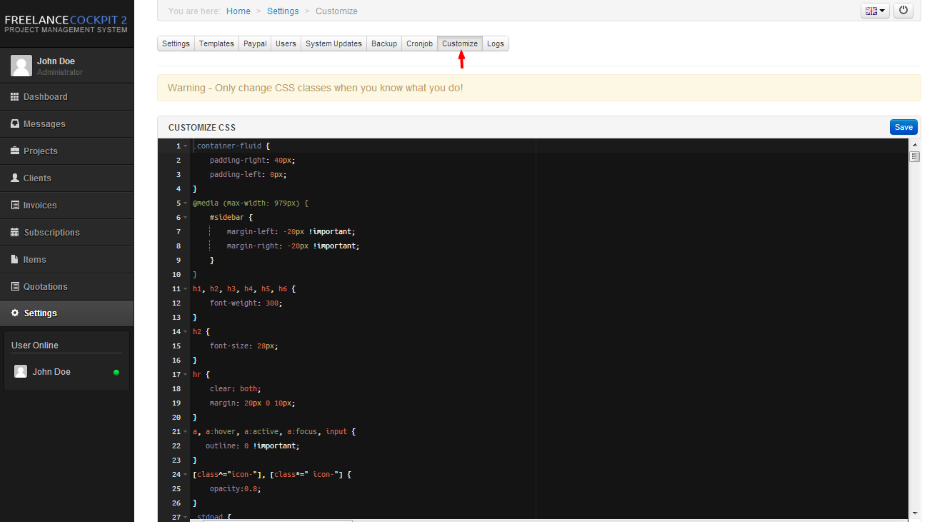 FREELANCECOCKPIT 2
PROJECT MANAGEMENT SYSTEM
John Doe
Administrator
Dashboard
Messages
Projects
Clients
Invoices
Subscriptions
Items
Quotations
Settings
User Online
John Doe
You are here: Home > Settings > Customize
Settings Templates Paypal Users System Updates Backup Cronjob Customize Logs
Warning - Only change CSS classes when you know what you do!
CUSTOMIZE CSS
Save
1 .container-fluid {
2 padding-right: 40px;
3 padding-left: 0px;
4 }
5 @media (max-width: 979px) {
6 #sidebar {
7 margin-left: -20px !important;
8 margin-right: -20px !important;
9 }
10 }
11 h1, h2, h3, h4, h5, h6 {
12 font-weight: 300;
13 }
14 h2 {
15 font-size: 28px;
16 }
17 hr {
18 clear: both;
19 margin: 20px 0 10px;
20 }
21 a, a:hover, a:active, a:focus, input {
22 outline: 0 !important;
23 }
24 [class^="icon-"], [class*=" icon-"] {
25 opacity:0.8;
26 }
27 .stdpad {